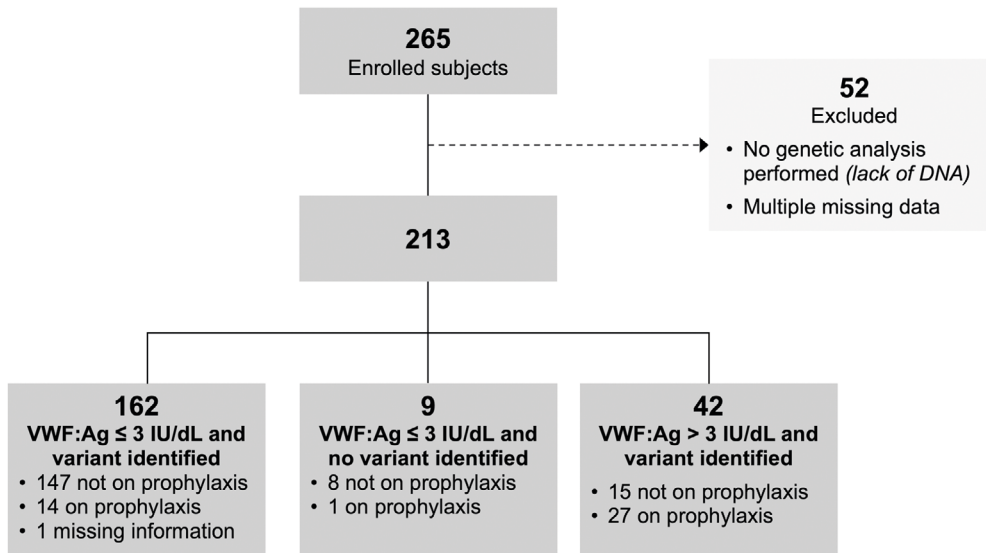 265
Enrolled subjects
52
Excluded
• No genetic analysis
performed (lack of DNA)
• Multiple missing data
213
162
VWF:Ag ≤ 3 IU/dL and
variant identified
• 147 not on prophylaxis
• 14 on prophylaxis
• 1 missing information
9
VWF:Ag ≤ 3 IU/dL and
no variant identified
• 8 not on prophylaxis
• 1 on prophylaxis
42
VWF:Ag > 3 IU/dL and
variant identified
• 15 not on prophylaxis
• 27 on prophylaxis